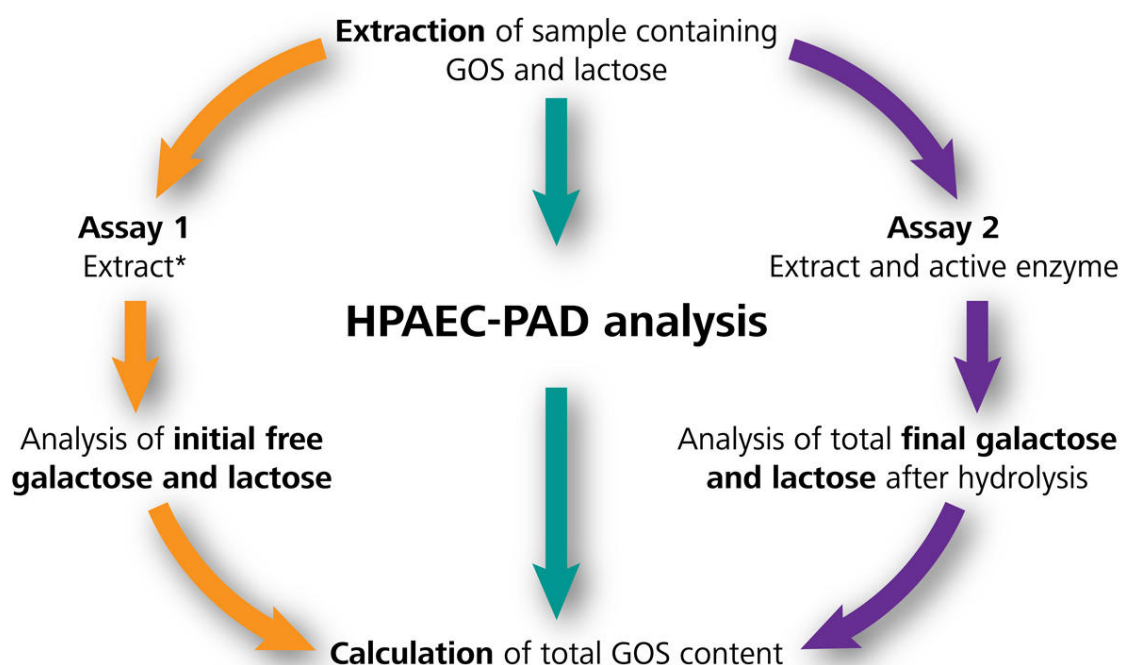 Extraction of sample containing
GOS and lactose
Assay 1
Extract*
Assay 2
Extract and active enzyme
HPAEC-PAD analysis
Analysis of initial free
galactose and lactose
Analysis of total final galactose
and lactose after hydrolysis
Calculation of total GOS content